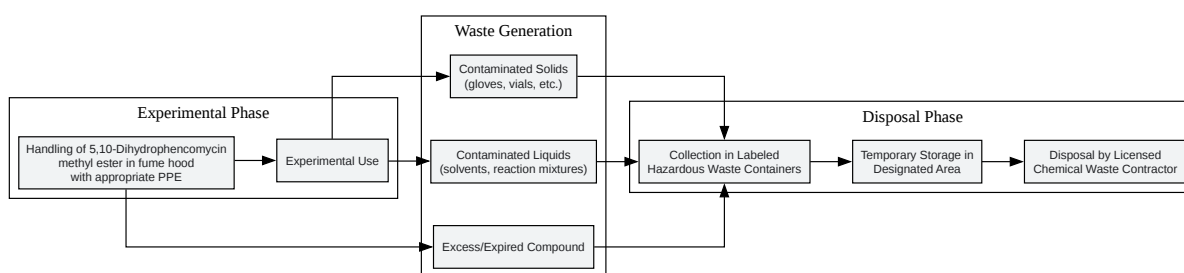 Waste Generation
Contaminated Solids
(gloves, vials, etc.)
Experimental Phase
Handling of 5,10-Dihydrophencomycin
methyl ester in fume hood
with appropriate PPE
Experimental Use
Contaminated Liquids
(solvents, reaction mixtures)
Excess/Expired Compound
Disposal Phase
Collection in Labeled
Hazardous Waste Containers
Temporary Storage in
Designated Area
Disposal by Licensed
Chemical Waste Contractor